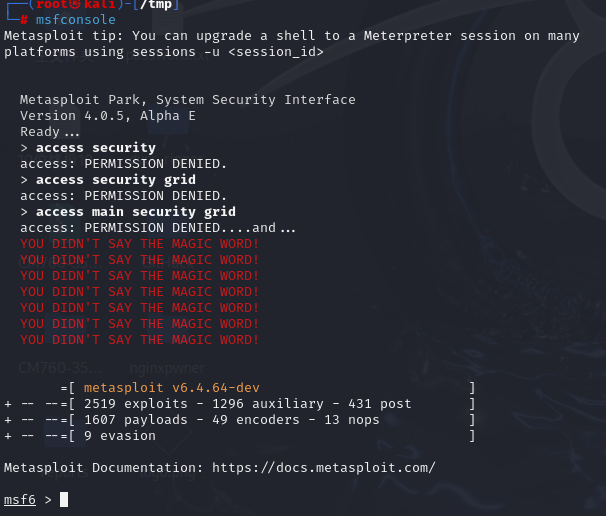 ┌──(root㉿kali)-[/tmp]
└─# msfconsole
Metasploit tip: You can upgrade a shell to a Meterpreter session on many
platforms using sessions -u <session_id>
Metasploit Park, System Security Interface
Version 4.0.5, Alpha E
Ready...
> access security
access: PERMISSION DENIED.
> access security grid
access: PERMISSION DENIED.
> access main security grid
access: PERMISSION DENIED....and...
YOU DIDN'T SAY THE MAGIC WORD!
YOU DIDN'T SAY THE MAGIC WORD!
YOU DIDN'T SAY THE MAGIC WORD!
YOU DIDN'T SAY THE MAGIC WORD!
YOU DIDN'T SAY THE MAGIC WORD!
YOU DIDN'T SAY THE MAGIC WORD!
YOU DIDN'T SAY THE MAGIC WORD!
CM760-35... nginxpwner
=[ metasploit v6.4.64-dev ]
+ -- --=[ 2519 exploits - 1296 auxiliary - 431 post ]
+ -- --=[ 1607 payloads - 49 encoders - 13 nops ]
+ -- --=[ 9 evasion ]
Metasploit Documentation: https://docs.metasploit.com/
msf6 >